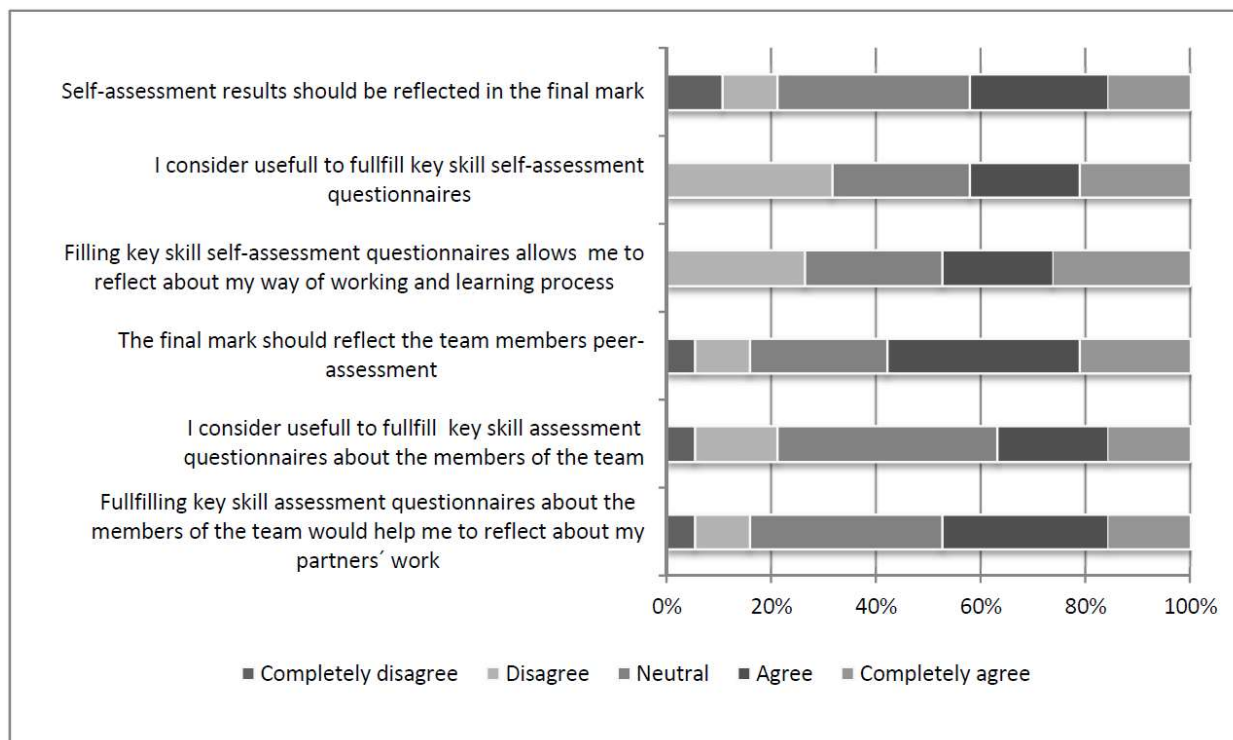 Self-assessment results should be reflected in the final mark
I consider usefull to fullfill key skill self-assessment
questionnaires
Filling key skill self-assessment questionnaires allows me to
reflect about my way of working and learning process
The final mark should reflect the team members peer-
assessment
I consider usefull to fullfill key skill assessment
questionnaires about the members of the team
Fullfilling key skill assessment questionnaires about the
members of the team would help me to reflect about my
partners´ work
0% 20% 40% 60% 80% 100%
Completely disagree Disagree Neutral Agree Completely agree